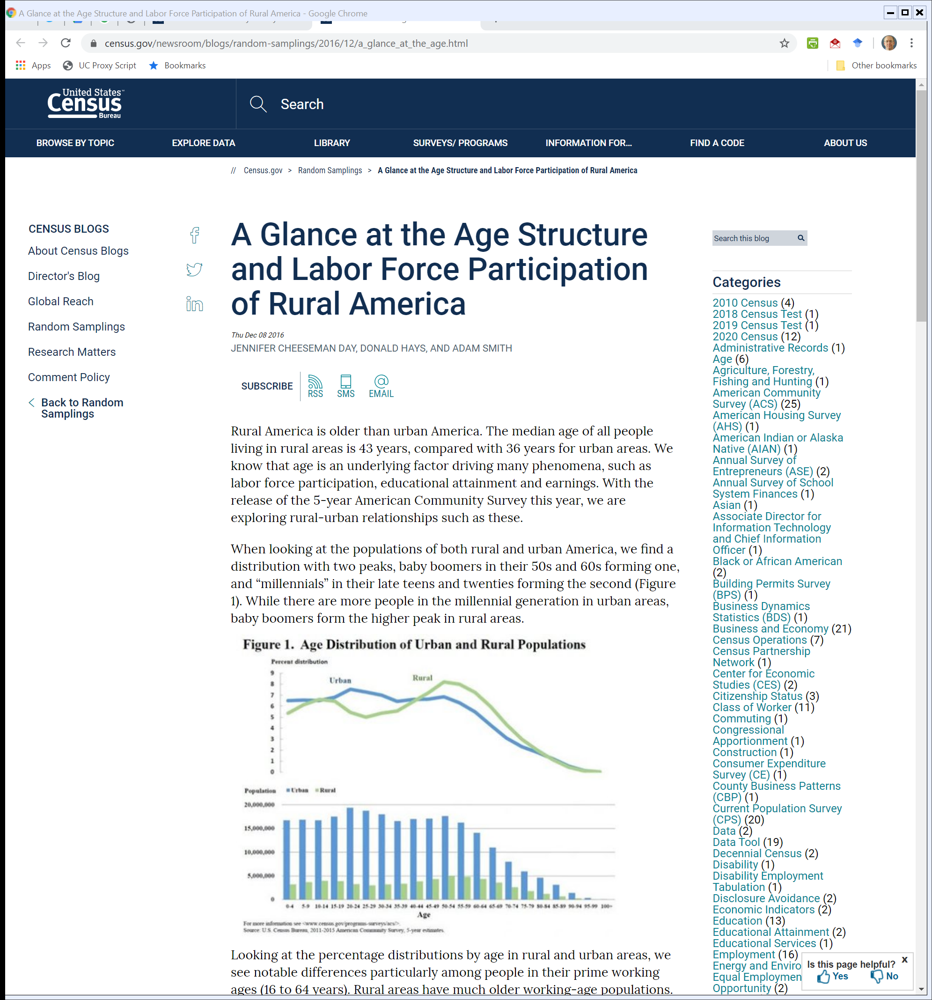 A Glance at the Age Structure and Labor Force Participation of Rural America - Google Chrome
census.gov/newsroom/blogs/random-samplings/2016/12/a_glance_at_the_age.html
Apps UC Proxy Script Bookmarks Other bookmarks
United States™
Census
Bureau
Search
BROWSE BY TOPIC EXPLORE DATA LIBRARY SURVEYS/ PROGRAMS INFORMATION FOR... FIND A CODE ABOUT US
// Census.gov > Random Samplings > A Glance at the Age Structure and Labor Force Participation of Rural America
CENSUS BLOGS
About Census Blogs
Director's Blog
Global Reach
Random Samplings
Research Matters
Comment Policy
Back to Random
Samplings
A Glance at the Age Structure
and Labor Force Participation
of Rural America
Thu Dec 08 2016
JENNIFER CHEESEMAN DAY, DONALD HAYS, AND ADAM SMITH
SUBSCRIBE RSS SMS EMAIL
Rural America is older than urban America. The median age of all people
living in rural areas is 43 years, compared with 36 years for urban areas. We
know that age is an underlying factor driving many phenomena, such as
labor force participation, educational attainment and earnings. With the
release of the 5-year American Community Survey this year, we are
exploring rural-urban relationships such as these.
When looking at the populations of both rural and urban America, we find a
distribution with two peaks, baby boomers in their 50s and 60s forming one,
and “millennials” in their late teens and twenties forming the second (Figure
1). While there are more people in the millennial generation in urban areas,
baby boomers form the higher peak in rural areas.
Figure 1. Age Distribution of Urban and Rural Populations
Percent distribution
9
8
7
6
5
4
3
2
1
0
Urban
Rural
Population Urban Rural
20,000,000
15,000,000
10,000,000
5,000,000
0
0-4 5-9 10-14 15-19 20-24 25-29 30-34 35-39 40-44 45-49 50-54 55-59 60-64 65-69 70-74 75-79 80-84 85-89 90-94 95-99 100+
Age
For more information see <www.census.gov/programs-surveys/acs/>.
Source: U.S. Census Bureau, 2011-2015 American Community Survey, 5-year estimates.
Looking at the percentage distributions by age in rural and urban areas, we
see notable differences particularly among people in their prime working
ages (16 to 64 years). Rural areas have much older working-age populations.
Search this blog
Categories
2010 Census (4)
2018 Census Test (1)
2019 Census Test (1)
2020 Census (12)
Administrative Records (1)
Age (6)
Agriculture, Forestry,
Fishing and Hunting (1)
American Community
Survey (ACS) (25)
American Housing Survey
(AHS) (1)
American Indian or Alaska
Native (AIAN) (1)
Annual Survey of
Entrepreneurs (ASE) (2)
Annual Survey of School
System Finances (1)
Asian (1)
Associate Director for
Information Technology
and Chief Information
Officer (1)
Black or African American
(2)
Building Permits Survey
(BPS) (1)
Business Dynamics
Statistics (BDS) (1)
Business and Economy (21)
Census Operations (7)
Census Partnership
Network (1)
Center for Economic
Studies (CES) (2)
Citizenship Status (3)
Class of Worker (11)
Commuting (1)
Congressional
Apportionment (1)
Construction (1)
Consumer Expenditure
Survey (CE) (1)
County Business Patterns
(CBP) (1)
Current Population Survey
(CPS) (20)
Data (2)
Data Tool (19)
Decennial Census (2)
Disability (1)
Disability Employment
Tabulation (1)
Disclosure Avoidance (2)
Economic Indicators (2)
Education (13)
Educational Attainment (2)
Educational Services (1)
Employment (16)
Energy and Enviro
Equal Employmen
Opportunity (2)
Is this page helpful? x
Yes No